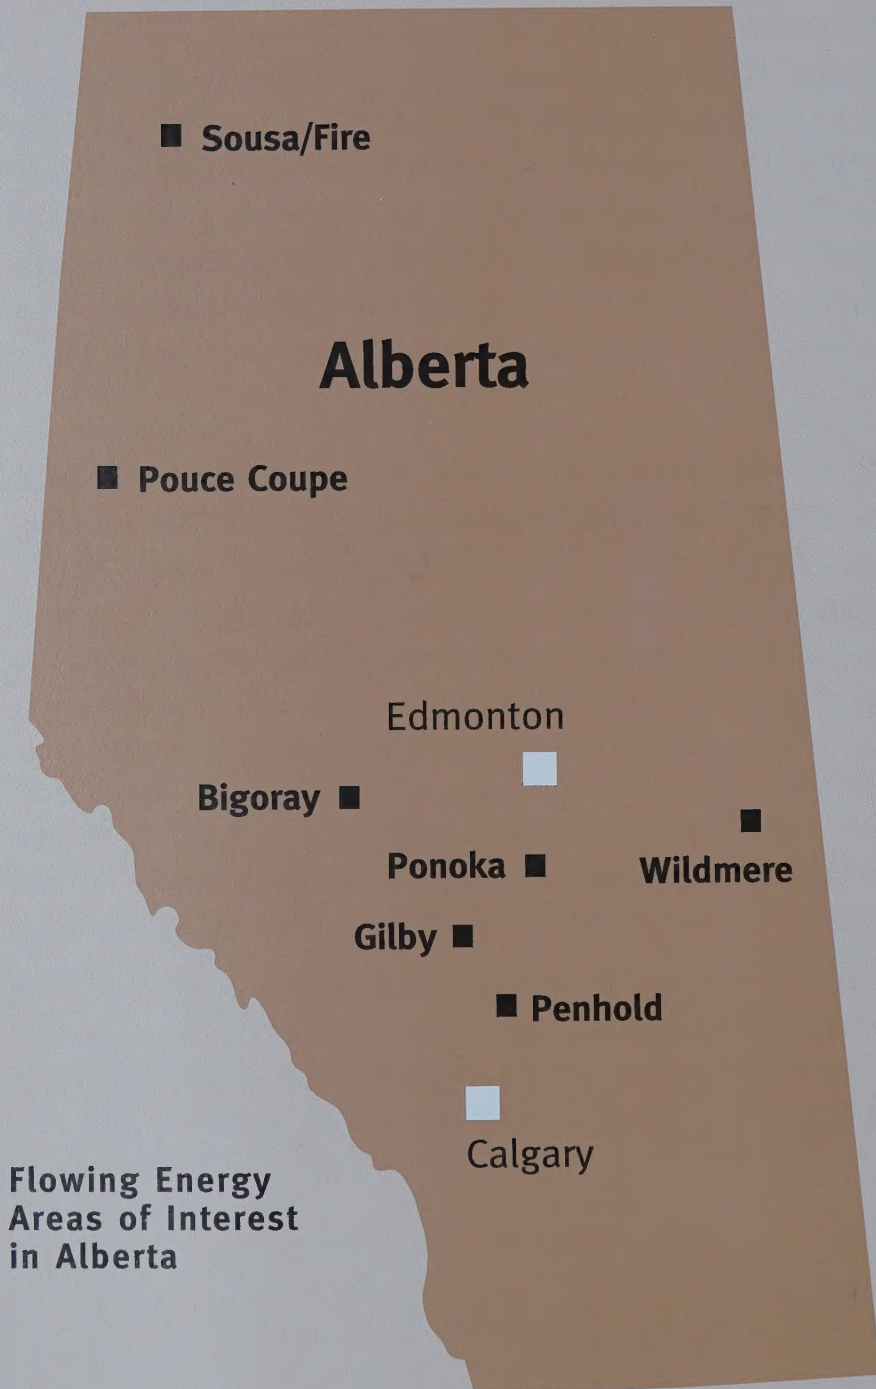 Sousa/Fire
Alberta
Pouce Coupe
Edmonton
Bigoray
Ponoka
Wildmere
Gilby
Penhold
Calgary
Flowing Energy
Areas of Interest
in Alberta